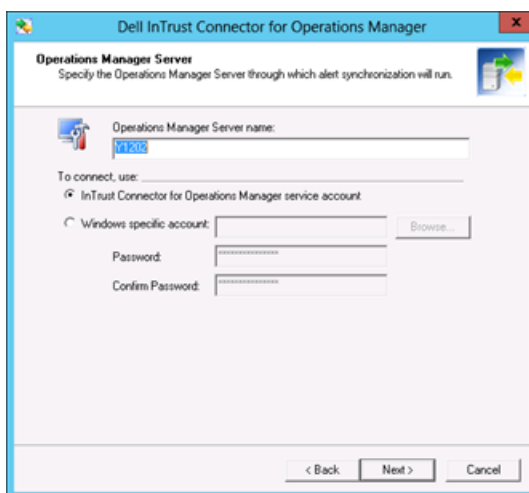 Dell InTrust Connector for Operations Manager
x
Operations Manager Server
Specify the Operations Manager Server through which alert synchronization will run.
Operations Manager Server name:
Y1202
To connect, use:
InTrust Connector for Operations Manager service account
Windows specific account:
Browse...
Password:
**************
Confirm Password:
**************
< Back
Next >
Cancel